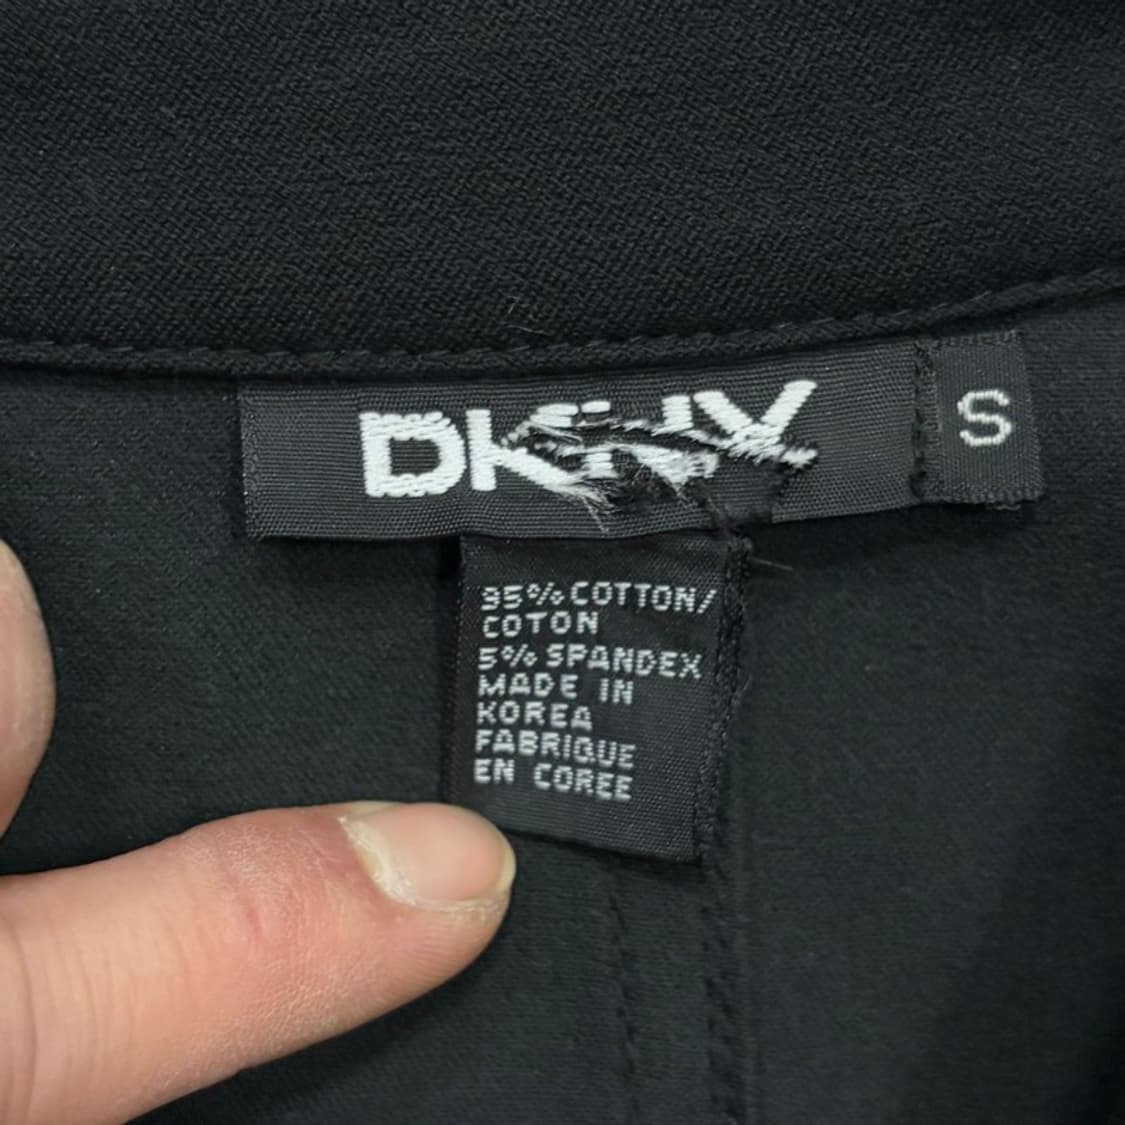 DKNY
S
95% COTTON/
COTON
5% SPANDEX
MADE IN
KOREA
FABRIQUE
EN COREE